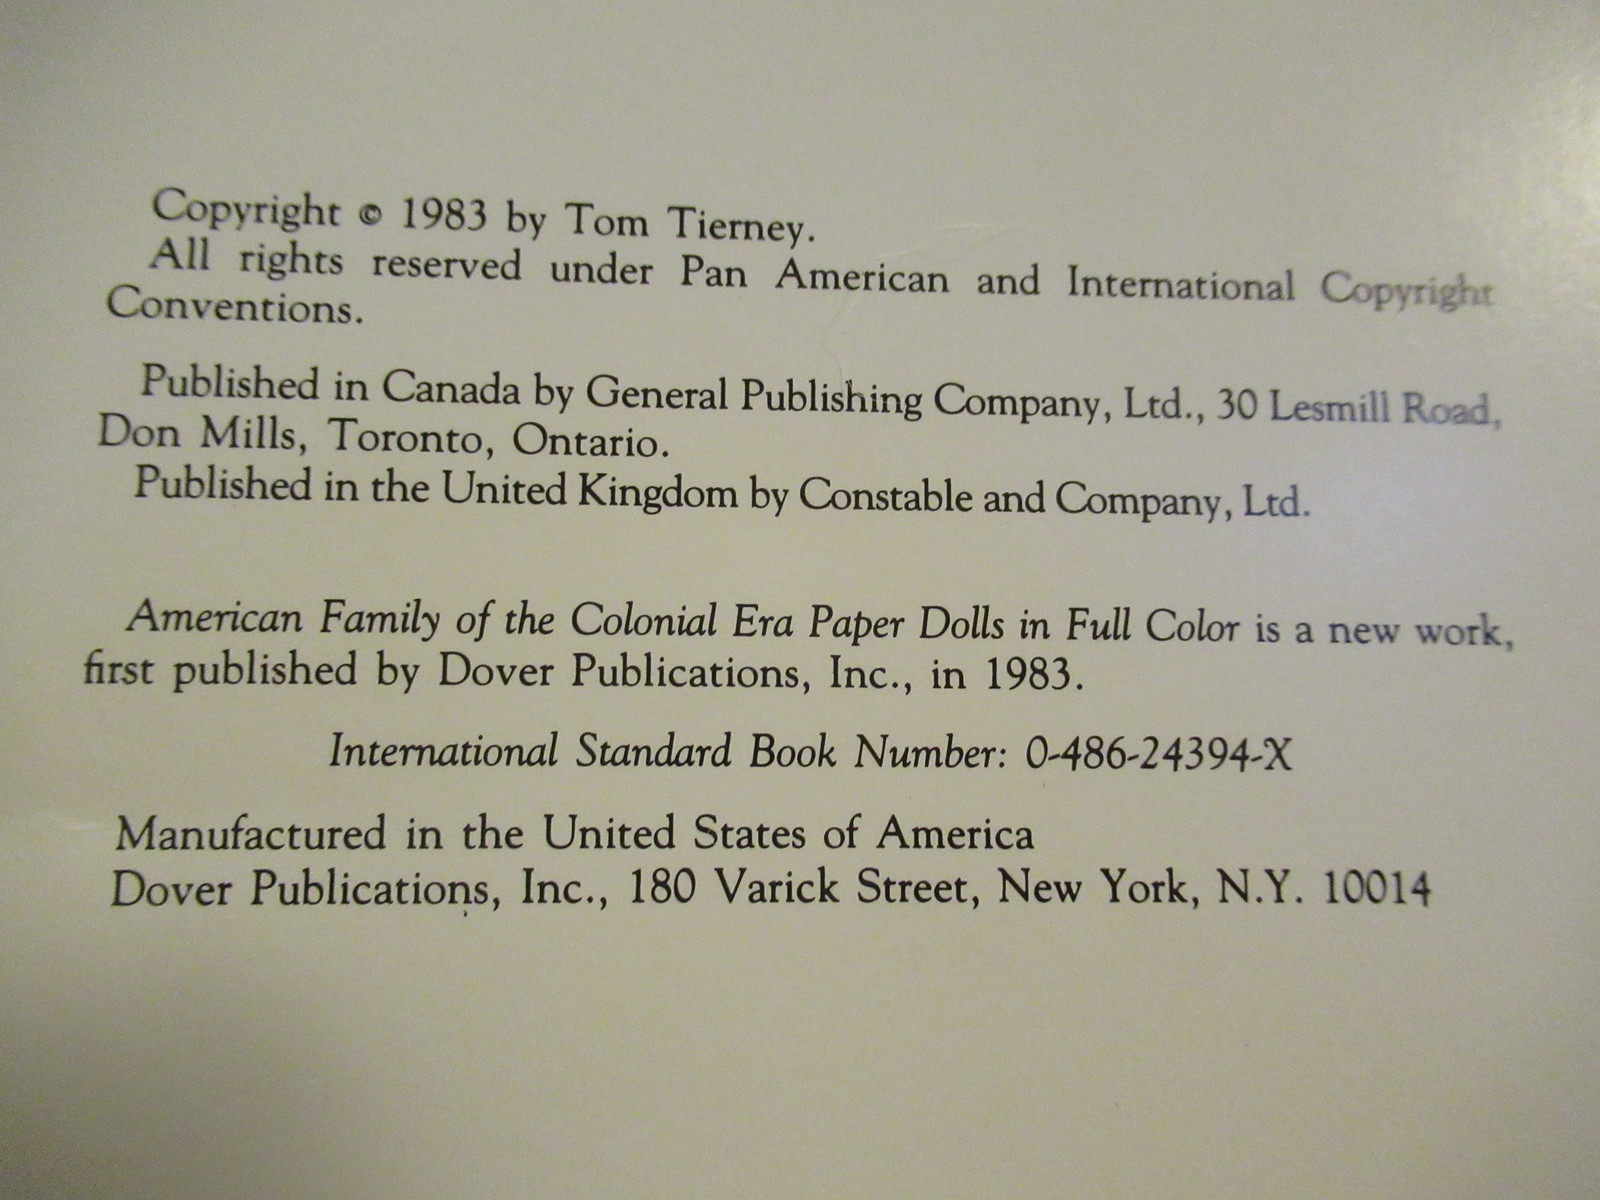 Copyright © 1983 by Tom Tierney.
All rights reserved under Pan American and International Copyright
Conventions.
Published in Canada by General Publishing Company, Ltd., 30 Lesmill Road,
Don Mills, Toronto, Ontario.
Published in the United Kingdom by Constable and Company, Ltd.
American Family of the Colonial Era Paper Dolls in Full Color is a new work,
first published by Dover Publications, Inc., in 1983.
International Standard Book Number: 0-486-24394-X
Manufactured in the United States of America
Dover Publications, Inc., 180 Varick Street, New York, N.Y. 10014